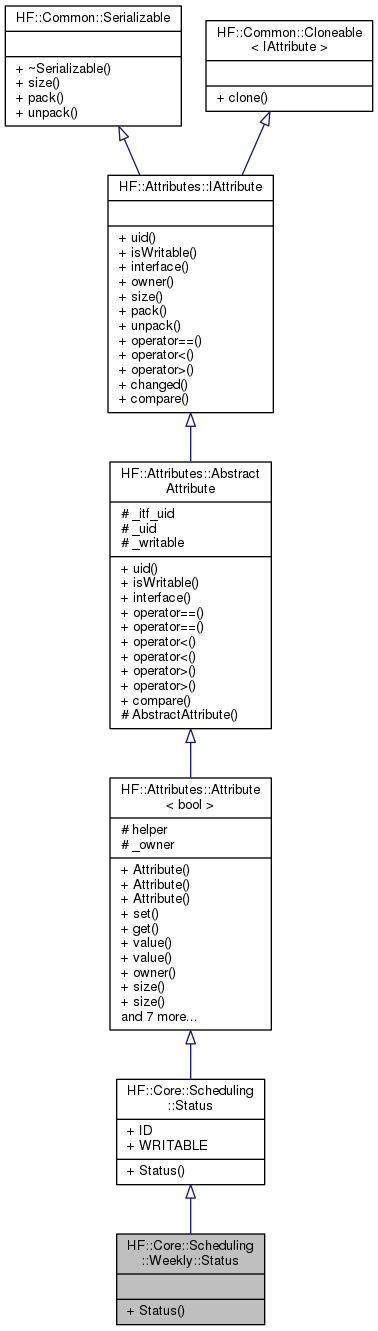 HF::Common::Serializable
+ ~Serializable()
+ size()
+ pack()
+ unpack()
HF::Common::Cloneable
< IAttribute >
+ clone()
HF::Attributes::IAttribute
+ uid()
+ isWritable()
+ interface()
+ owner()
+ size()
+ pack()
+ unpack()
+ operator==()
+ operator<()
+ operator>()
+ changed()
+ compare()
HF::Attributes::Abstract
Attribute
# _itf_uid
# _uid
# _writable
+ uid()
+ isWritable()
+ interface()
+ operator==()
+ operator==()
+ operator<()
+ operator<()
+ operator>()
+ operator>()
+ compare()
# AbstractAttribute()
HF::Attributes::Attribute
< bool >
# helper
# _owner
+ Attribute()
+ Attribute()
+ Attribute()
+ set()
+ get()
+ value()
+ value()
+ owner()
+ size()
+ size()
and 7 more...
HF::Core::Scheduling
::Status
+ ID
+ WRITABLE
+ Status()
HF::Core::Scheduling
::Weekly::Status
+ Status()